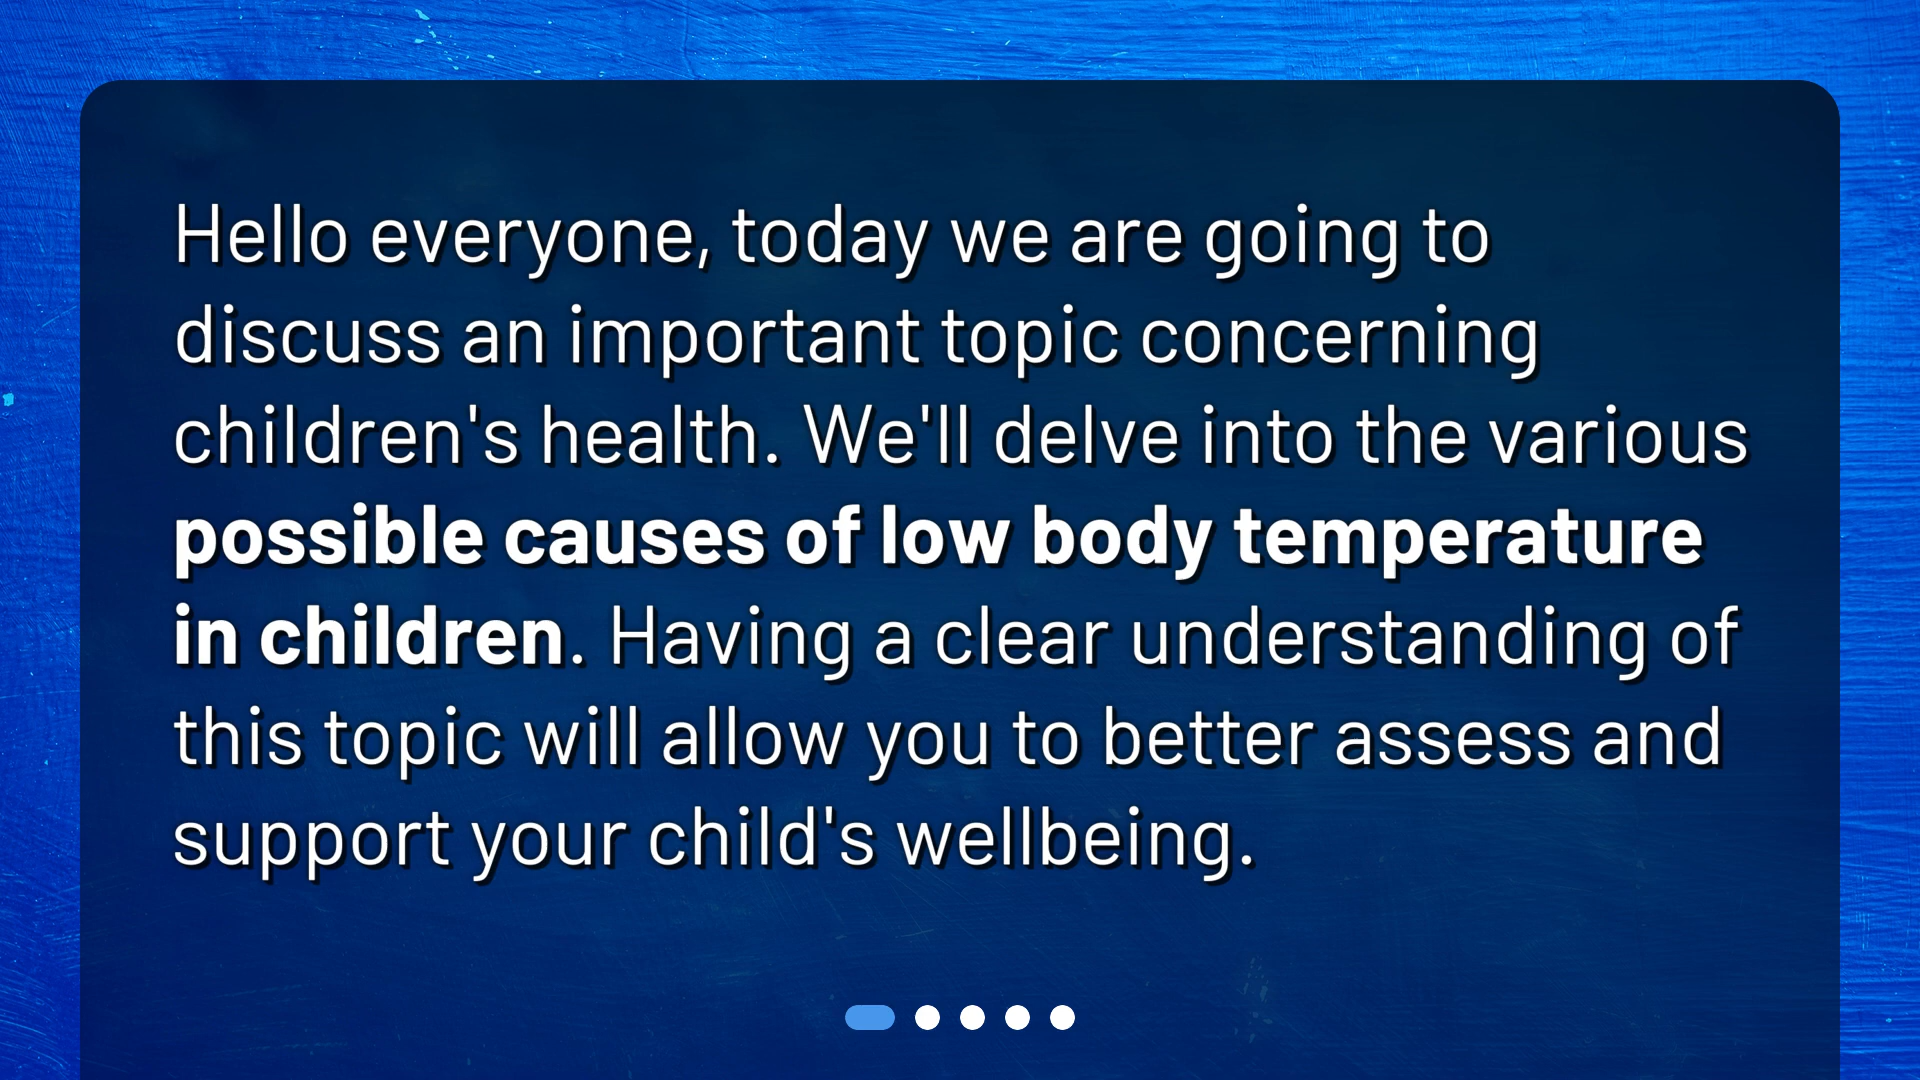 Hello everyone, today we are going to
discuss an important topic concerning
children's health. We'll delve into the various
possible causes of low body temperature
in children. Having a clear understanding of
this topic will allow you to better assess and
support your child's wellbeing.